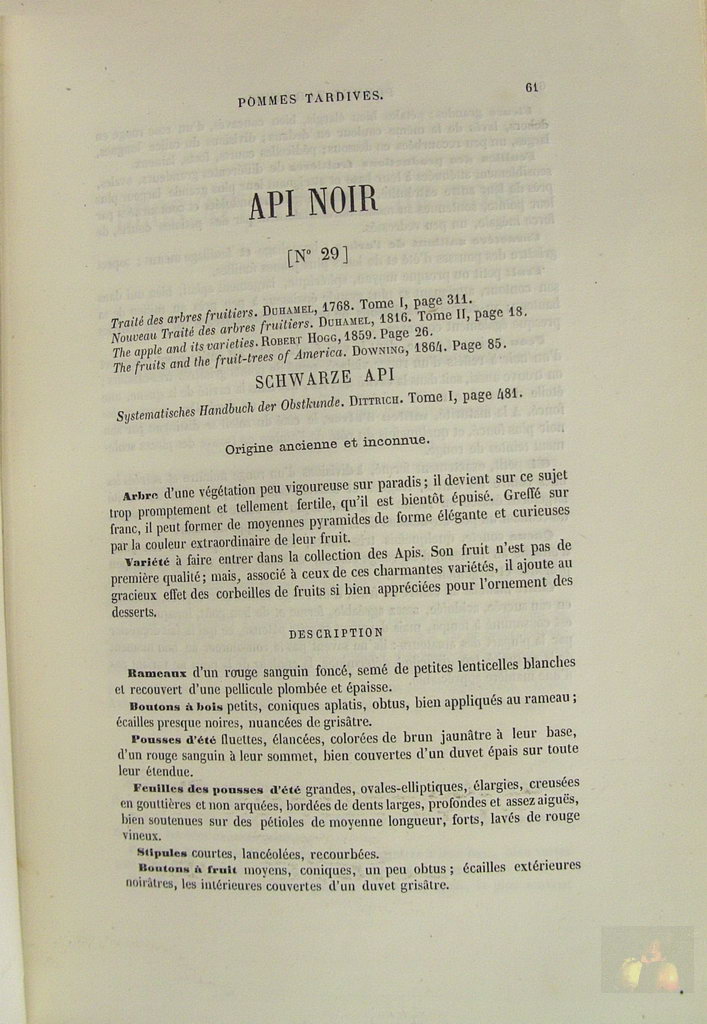 POMMES TARDIVES.
61
API NOIR
[N° 29]
Traité des arbres fruitiers. DUHAMEL, 1768. Tome I, page 311.
Nouveau Traité des arbres fruitiers. DUHAMEL, 1816. Tome II, page 18.
The apple and its varieties. ROBERT HOGG, 1859. Page 26.
The fruits and the fruit-trees of America. DOWNING, 1864. Page 85.
SCHWARZE API
Systematisches Handbuch der Obstkunde. DITTRICH. Tome I, page 481.
Origine ancienne et inconnue.
Arbre d'une végétation peu vigoureuse sur paradis; il devient sur ce sujet
trop promptement et tellement fertile, qu'il est bientôt épuisé. Greffé sur
franc, il peut former de moyennes pyramides de forme élégante et curieuses
par la couleur extraordinaire de leur fruit.
Variété à faire entrer dans la collection des Apis. Son fruit n'est pas de
première qualité; mais, associé à ceux de ces charmantes variétés, il ajoute au
gracieux effet des corbeilles de fruits si bien appréciées pour l'ornement des
desserts.
DESCRIPTION
Rameaux d'un rouge sanguin foncé, semé de petites lenticelles blanches
et recouvert d'une pellicule plombée et épaisse.
Boutons à bois petits, coniques aplatis, obtus, bien appliqués au rameau;
écailles presque noires, nuancées de grisâtre.
Pousses d'été fluettes, élancées, colorées de brun jaunâtre à leur base,
d'un rouge sanguin à leur sommet, bien couvertes d'un duvet épais sur toute
leur étendue.
Feuilles des pousses d'été grandes, ovales-elliptiques, élargies, creusées
en gouttières et non arquées, bordées de dents larges, profondes et assez aiguës,
bien soutenues sur des pétioles de moyenne longueur, forts, lavés de rouge
vineux.
Stipules courtes, lancéolées, recourbées.
Boutons à fruit moyens, coniques, un peu obtus; écailles extérieures
noirâtres, les intérieures couvertes d'un duvet grisâtre.